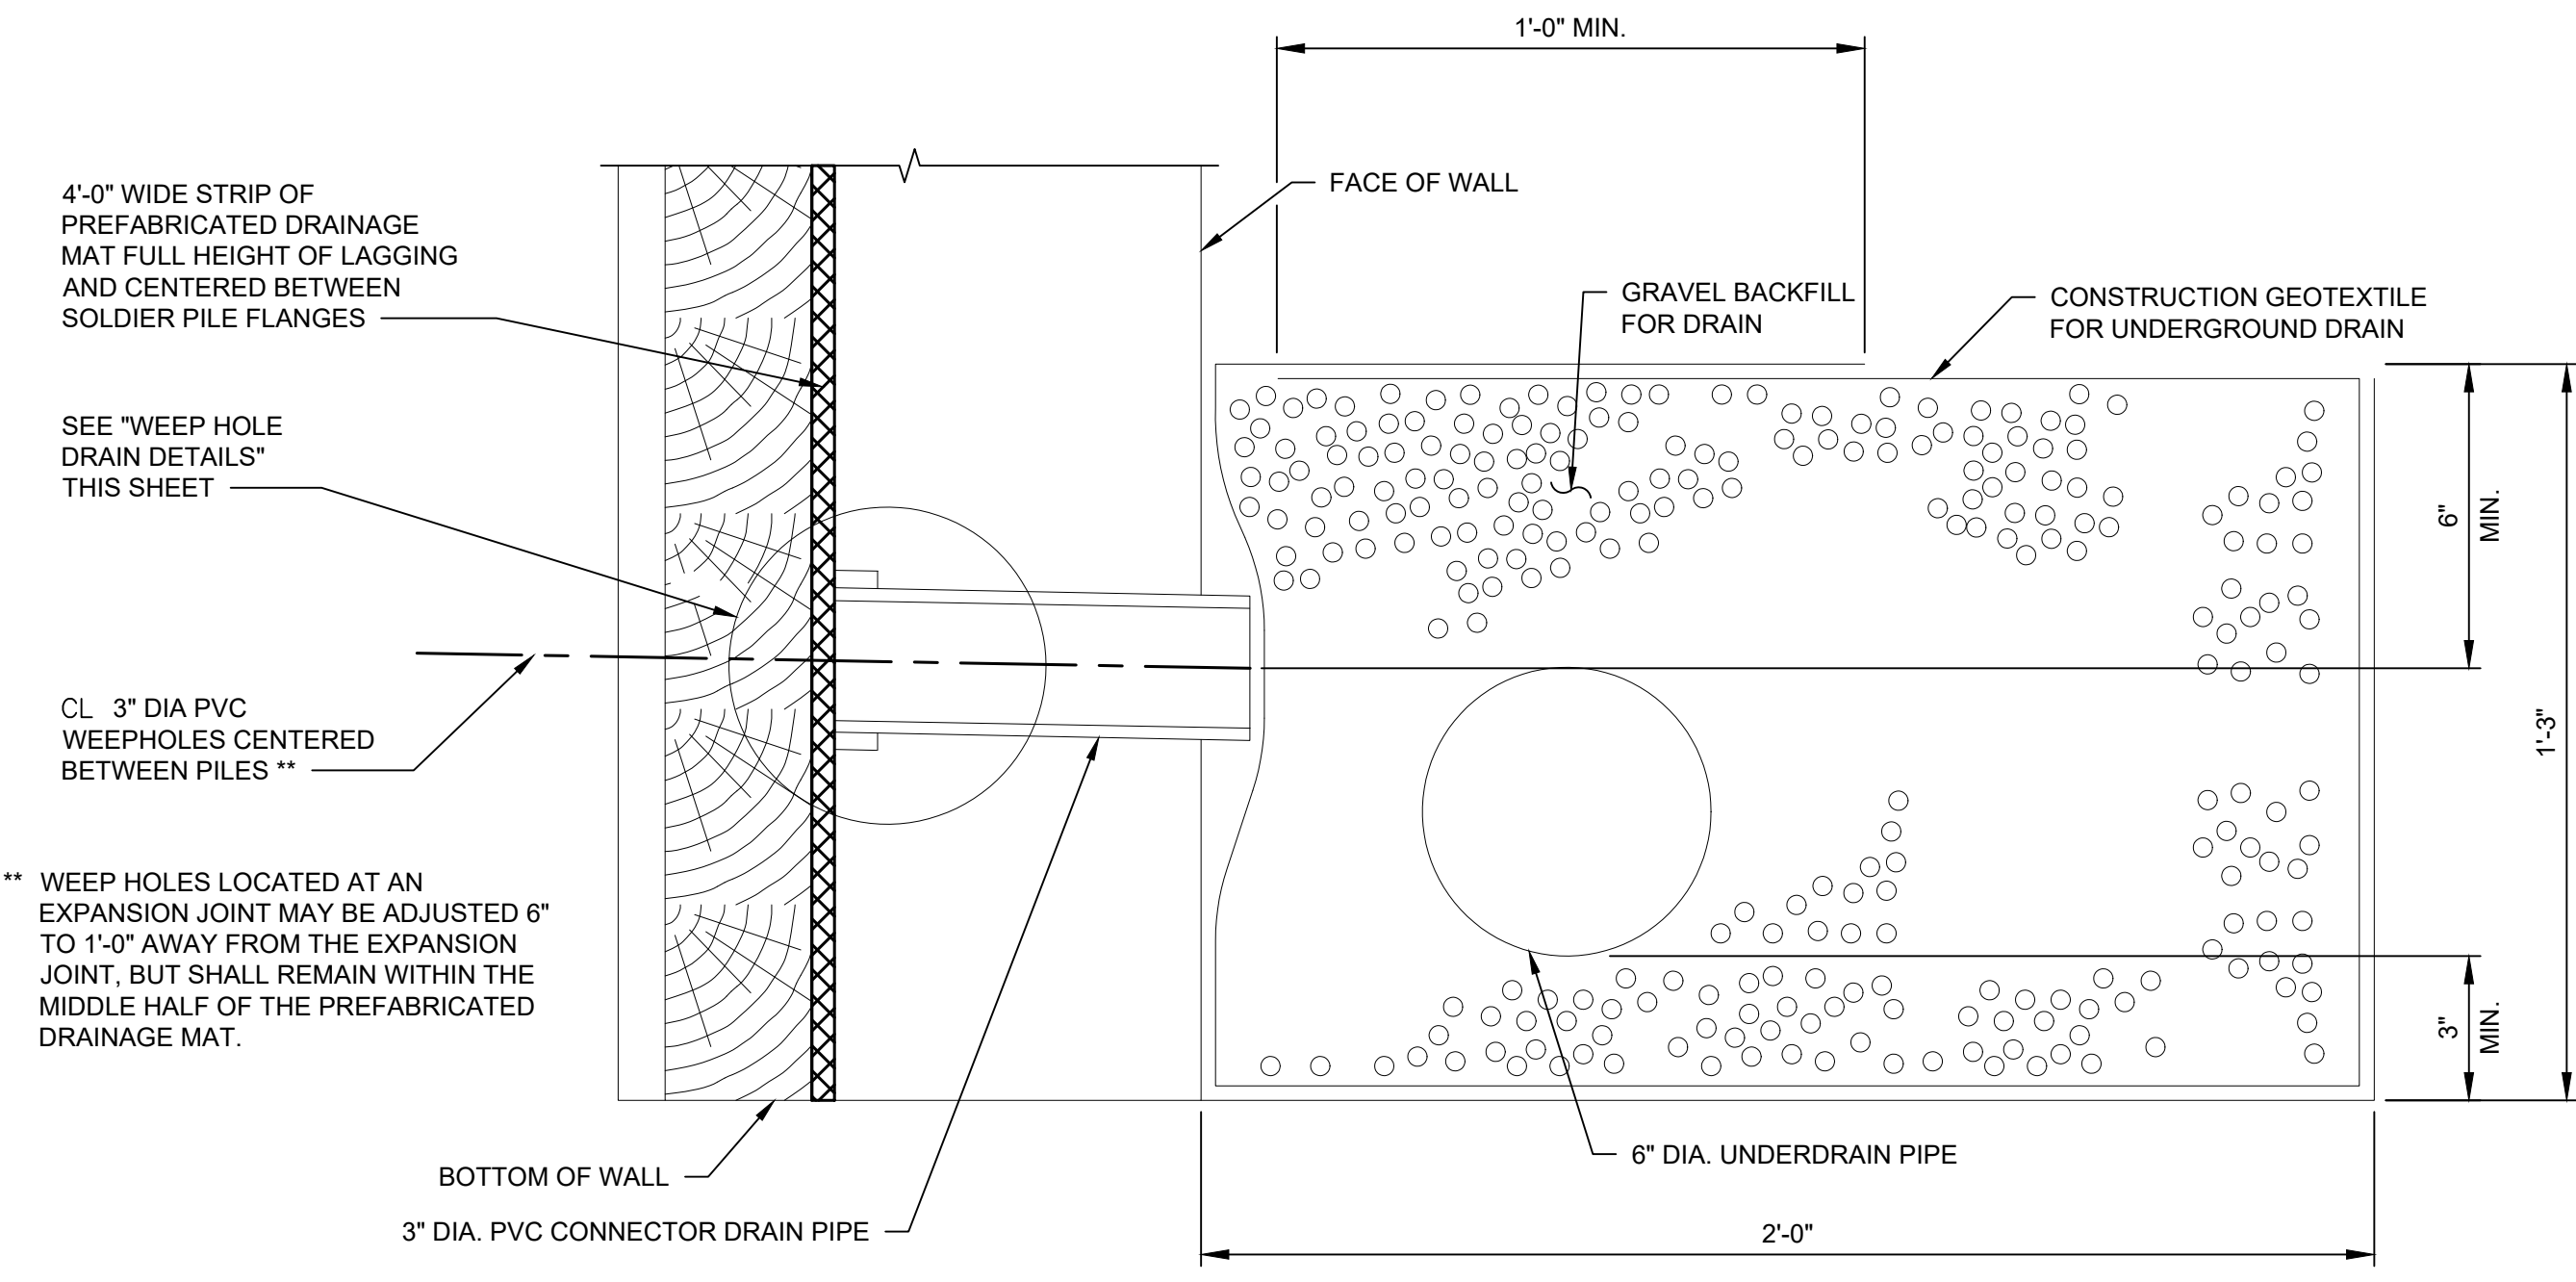 1'-0" MIN.
4'-0" WIDE STRIP OF
PREFABRICATED DRAINAGE
MAT FULL HEIGHT OF LAGGING
AND CENTERED BETWEEN
SOLDIER PILE FLANGES
FACE OF WALL
GRAVEL BACKFILL
FOR DRAIN
CONSTRUCTION GEOTEXTILE
FOR UNDERGROUND DRAIN
SEE "WEEP HOLE
DRAIN DETAILS"
THIS SHEET
6"
MIN.
CL 3" DIA PVC
WEEPHOLES CENTERED
BETWEEN PILES **
1'-3"
** WEEP HOLES LOCATED AT AN
EXPANSION JOINT MAY BE ADJUSTED 6"
TO 1'-0" AWAY FROM THE EXPANSION
JOINT, BUT SHALL REMAIN WITHIN THE
MIDDLE HALF OF THE PREFABRICATED
DRAINAGE MAT.
3"
MIN.
BOTTOM OF WALL
6" DIA. UNDERDRAIN PIPE
3" DIA. PVC CONNECTOR DRAIN PIPE
2'-0"